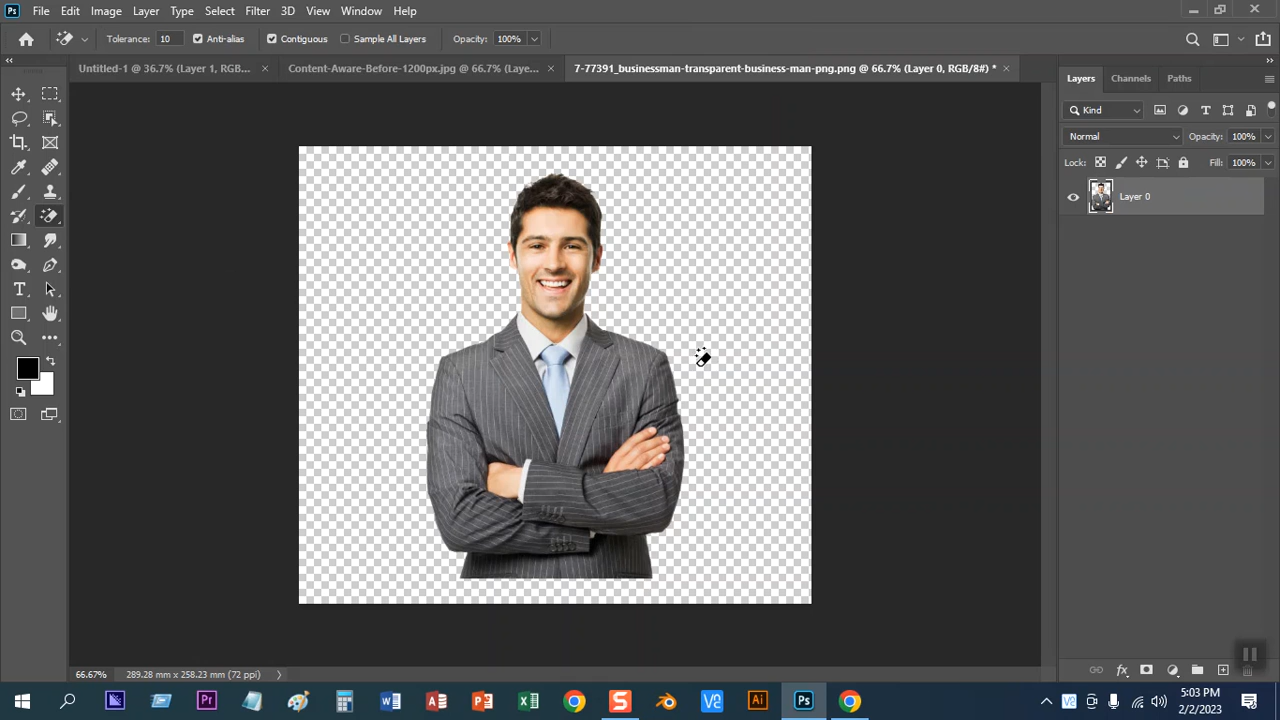 Ps File Edit Image Layer Type Select Filter 3D View Window Help
Tolerance: 10 Anti-alias Contiguous Sample All Layers Opacity: 100%
Untitled-1 @ 36.7% (Layer 1, RGB... Content-Aware-Before-1200px.jpg @ 66.7% (Laye... 7-77391_businessman-transparent-business-man-png.png @ 66.7% (Layer 0, RGB/8#) *
Layers Channels Paths
Kind
Normal Opacity: 100%
Lock: Fill: 100%
Layer 0
66.67% 289.28 mm x 258.23 mm (72 ppi)
Pr Ai Ps
5:03 PM
2/2/2023